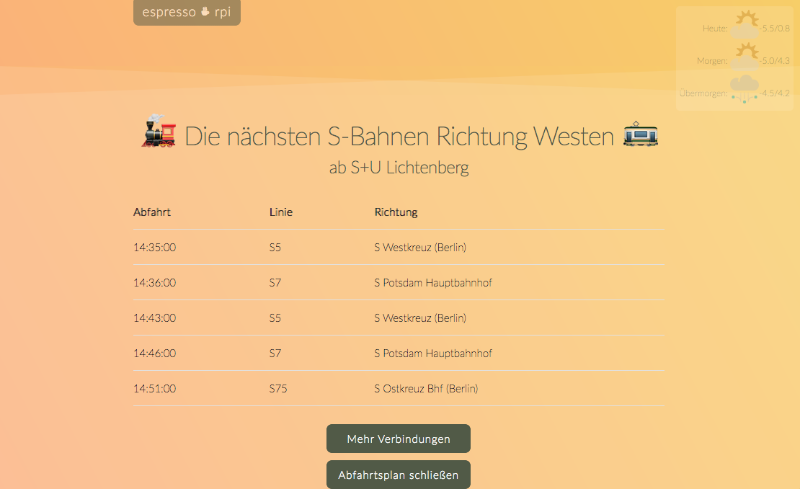 espresso rpi
Heute: -5.5/0.8
Morgen: -5.0/4.3
Übermorgen: -4.5/4.2
Die nächsten S-Bahnen Richtung Westen
ab S+U Lichtenberg
Abfahrt Linie Richtung
14:35:00 S5 S Westkreuz (Berlin)
14:36:00 S7 S Potsdam Hauptbahnhof
14:43:00 S5 S Westkreuz (Berlin)
14:46:00 S7 S Potsdam Hauptbahnhof
14:51:00 S75 S Ostkreuz Bhf (Berlin)
Mehr Verbindungen
Abfahrtsplan schließen